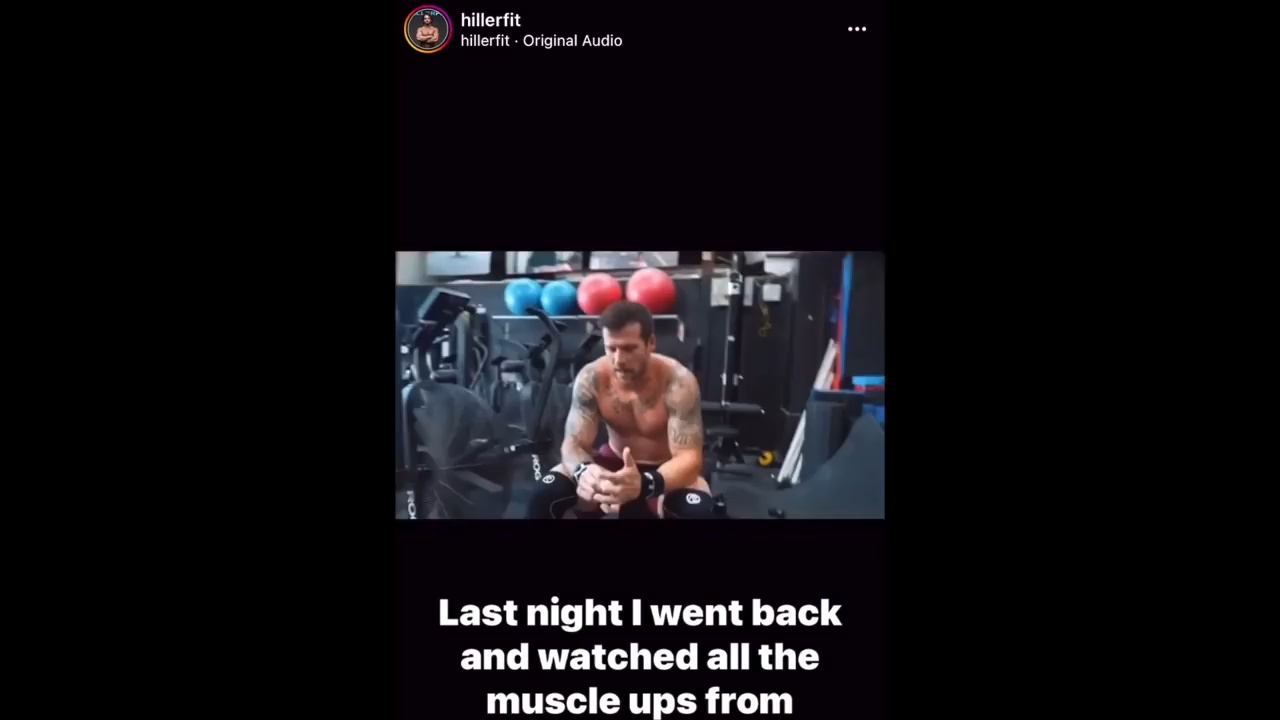 hillerfit
hillerfit · Original Audio
Last night I went back
and watched all the
muscle ups from